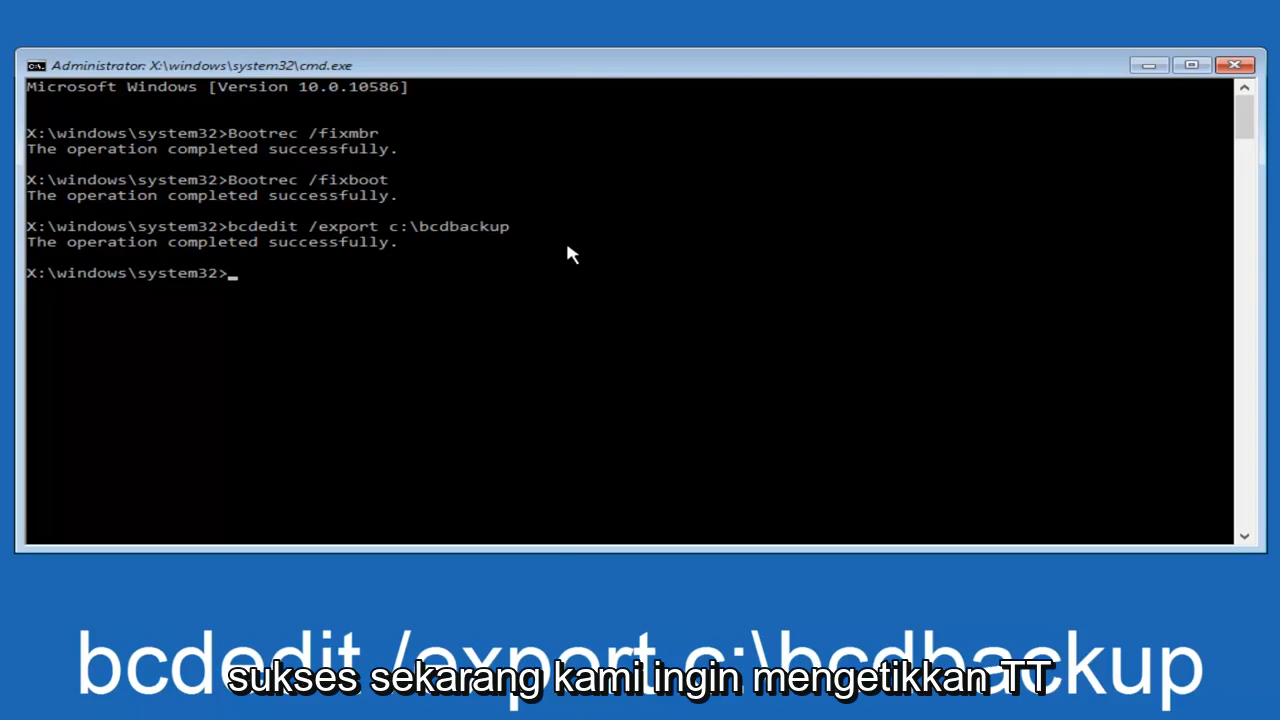 Administrator: X:\windows\system32\cmd.exe
Microsoft Windows [Version 10.0.10586]
X:\windows\system32>Bootrec /fixmbr
The operation completed successfully.
X:\windows\system32>Bootrec /fixboot
The operation completed successfully.
X:\windows\system32>bcdedit /export c:\bcdbackup
The operation completed successfully.
X:\windows\system32>_
bcdedit /export c:\bcdbackup
sukses sekarang kami ingin mengetikkan TT